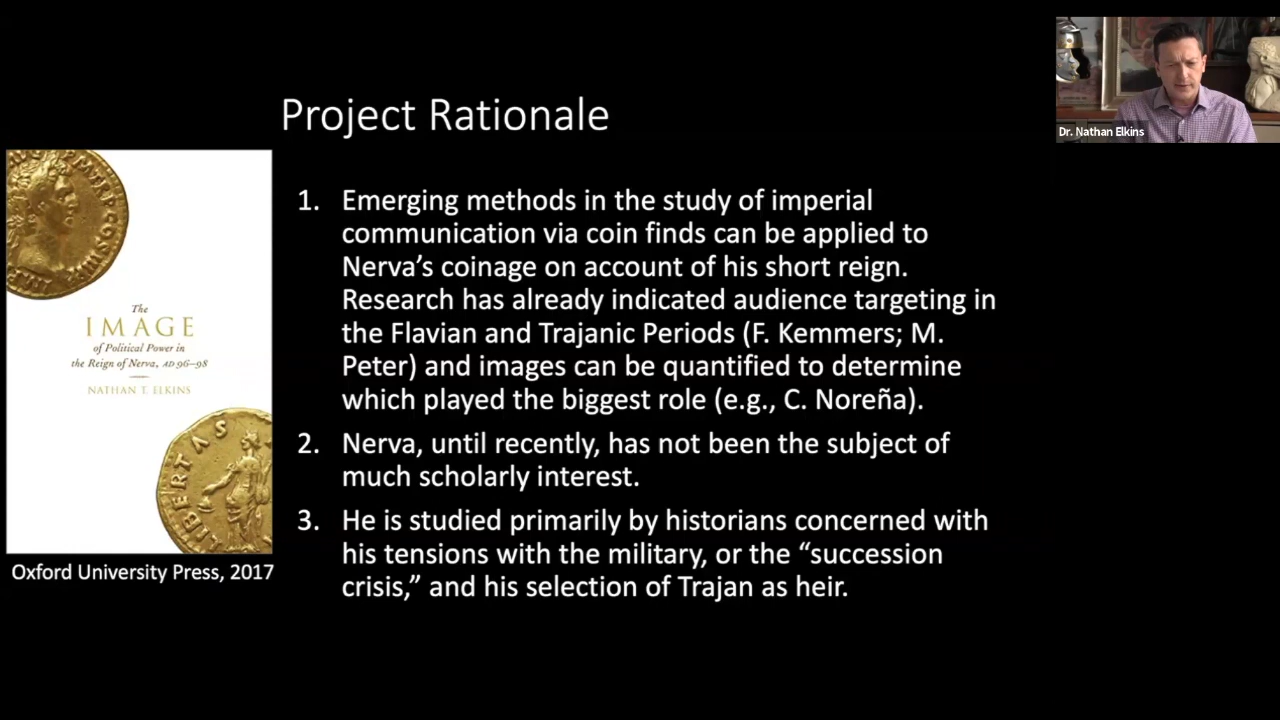 Project Rationale
Dr. Nathan Elkins
The
IMAGE
of Political Power in
the Reign of Nerva, AD 96–98
NATHAN T. ELKINS
LIBERTAS
Oxford University Press, 2017
1. Emerging methods in the study of imperial
communication via coin finds can be applied to
Nerva’s coinage on account of his short reign.
Research has already indicated audience targeting in
the Flavian and Trajanic Periods (F. Kemmers; M.
Peter) and images can be quantified to determine
which played the biggest role (e.g., C. Noreña).
2. Nerva, until recently, has not been the subject of
much scholarly interest.
3. He is studied primarily by historians concerned with
his tensions with the military, or the “succession
crisis,” and his selection of Trajan as heir.